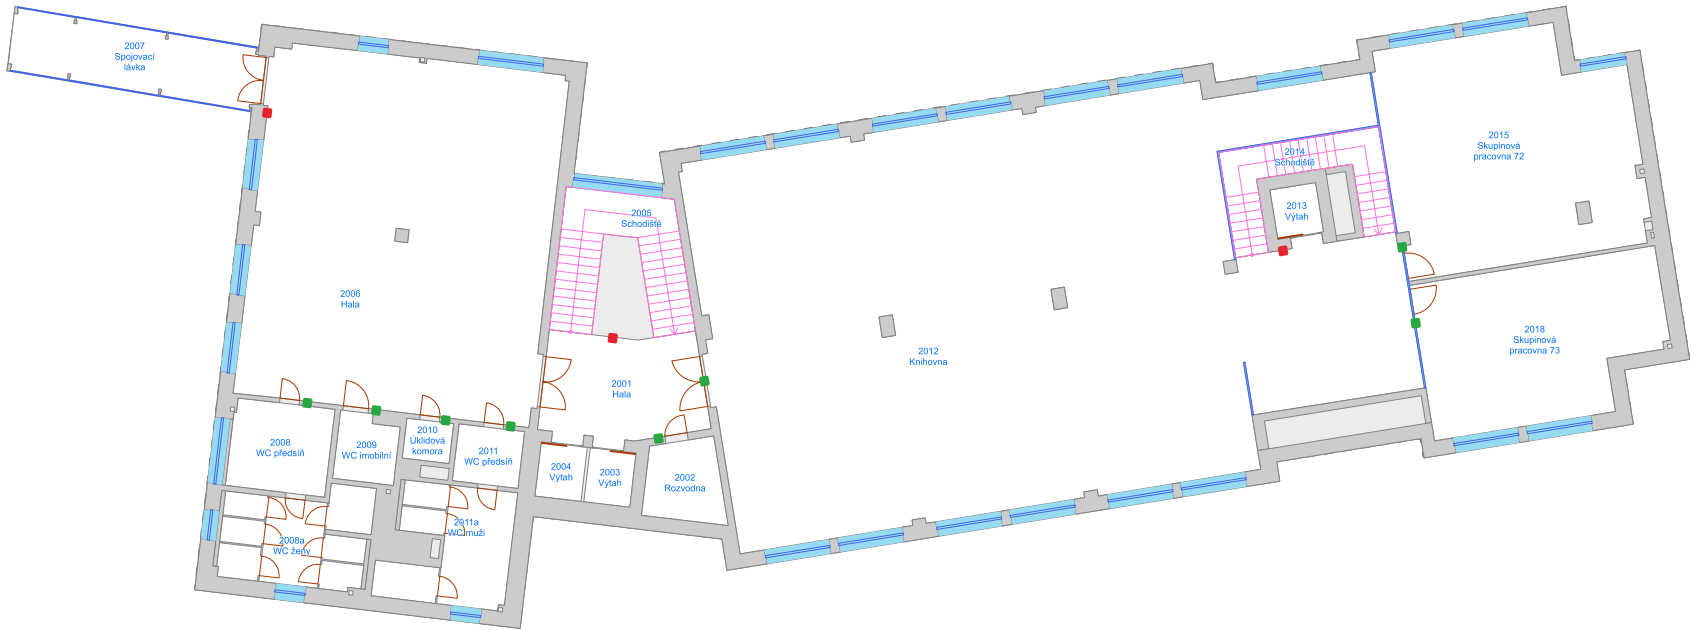 2007
Spojovací
lávka
2005
Schodiště
2006
Hala
2001
Hala
2008
WC předsíň
2009
WC imobilní
2010
Úklidová
komora
2011
WC předsíň
2004
Výtah
2003
Výtah
2002
Rozvodna
2008a
WC ženy
2011a
WC muži
2012
Knihovna
2014
Schodiště
2013
Výtah
2015
Skupinová
pracovna 72
2018
Skupinová
pracovna 73